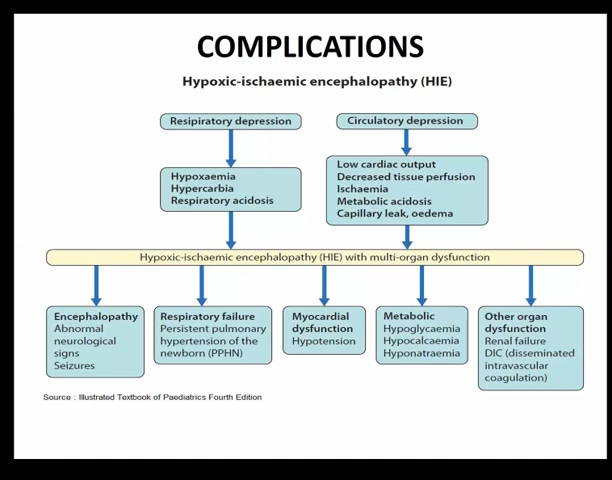 COMPLICATIONS
Hypoxic-ischaemic encephalopathy (HIE)
Resipiratory depression
Circulatory depression
Hypoxaemia
Hypercarbia
Respiratory acidosis
Low cardiac output
Decreased tissue perfusion
Ischaemia
Metabolic acidosis
Capillary leak, oedema
Hypoxic-ischaemic encephalopathy (HIE) with multi-organ dysfunction
Encephalopathy
Abnormal
neurological
signs
Seizures
Respiratory failure
Persistent pulmonary
hypertension of the
newborn (PPHN)
Myocardial
dysfunction
Hypotension
Metabolic
Hypoglycaemia
Hypocalcaemia
Hyponatraemia
Other organ
dysfunction
Renal failure
DIC (disseminated
intravascular
coagulation)
Source : Illustrated Textbook of Paediatrics Fourth Edition